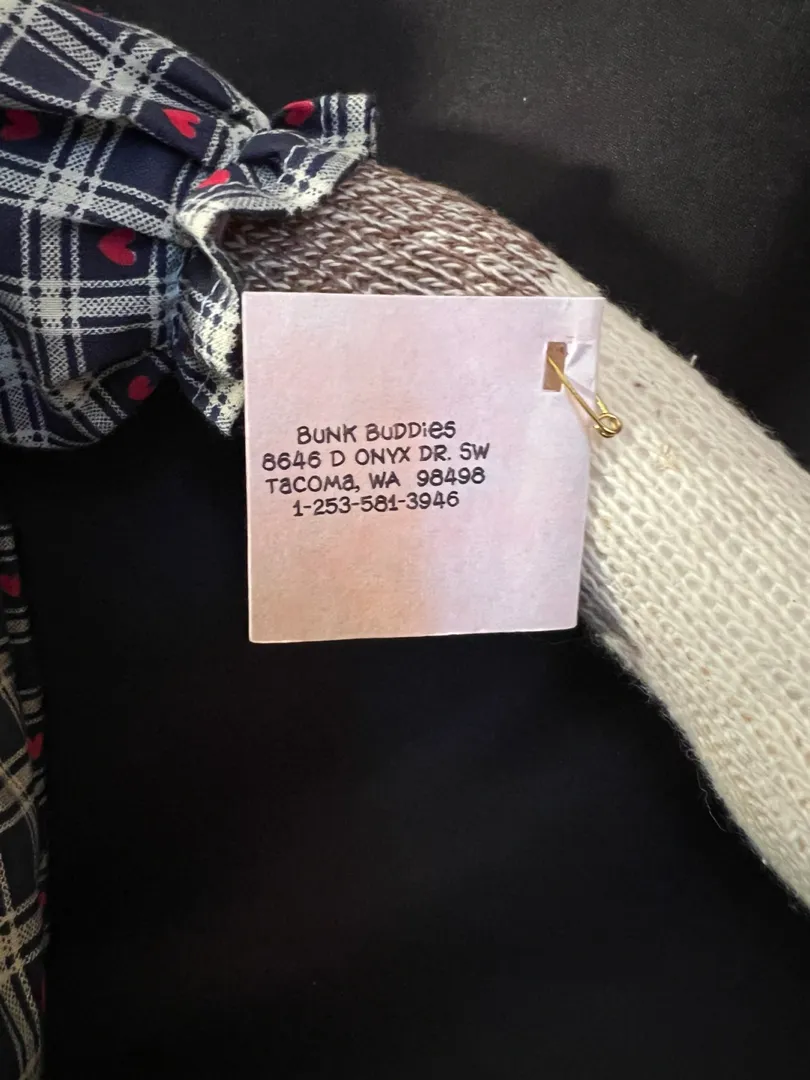 BUNK BUDDies
8646 D ONYX DR. SW
TaCOMa, WA 98498
1-253-581-3946